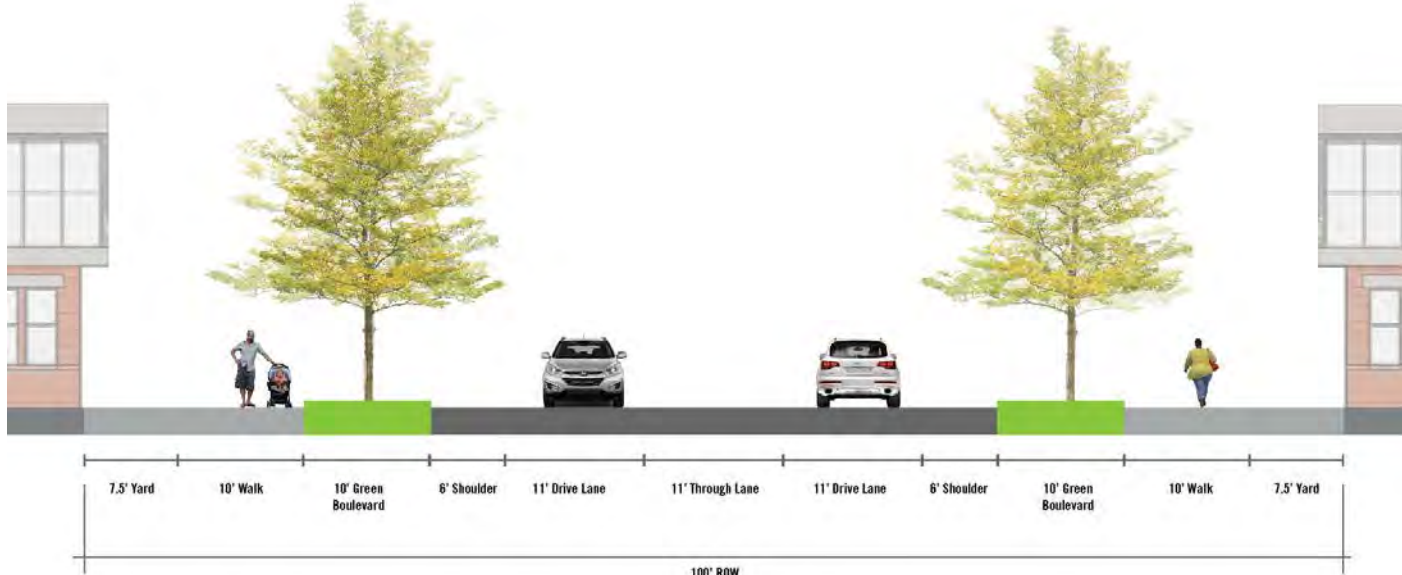 7.5' Yard
10' Walk
10' Green
Boulevard
6' Shoulder
11' Drive Lane
11' Through Lane
11' Drive Lane
6' Shoulder
10' Green
Boulevard
10' Walk
7.5' Yard
100' ROW